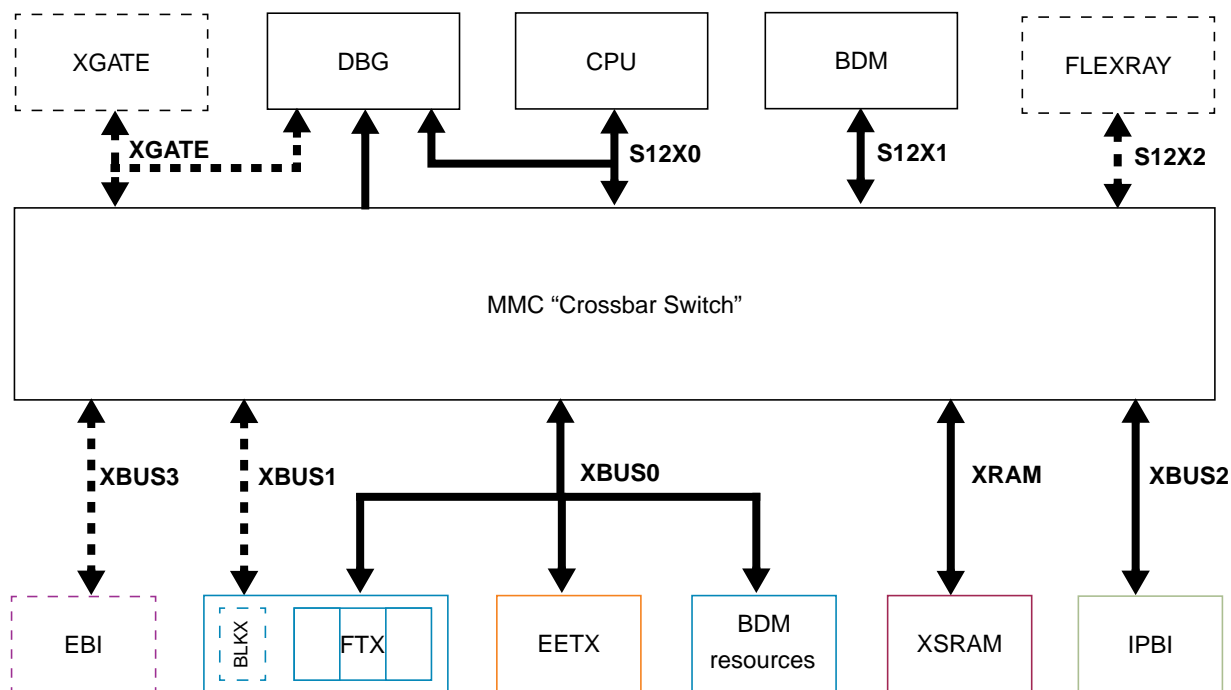 XGATE
DBG
CPU
BDM
FLEXRAY
XGATE
S12X0
S12X1
S12X2
MMC “Crossbar Switch”
XBUS3
XBUS1
XBUS0
XRAM
XBUS2
EBI
BLKX
FTX
EETX
BDM
resources
XSRAM
IPBI